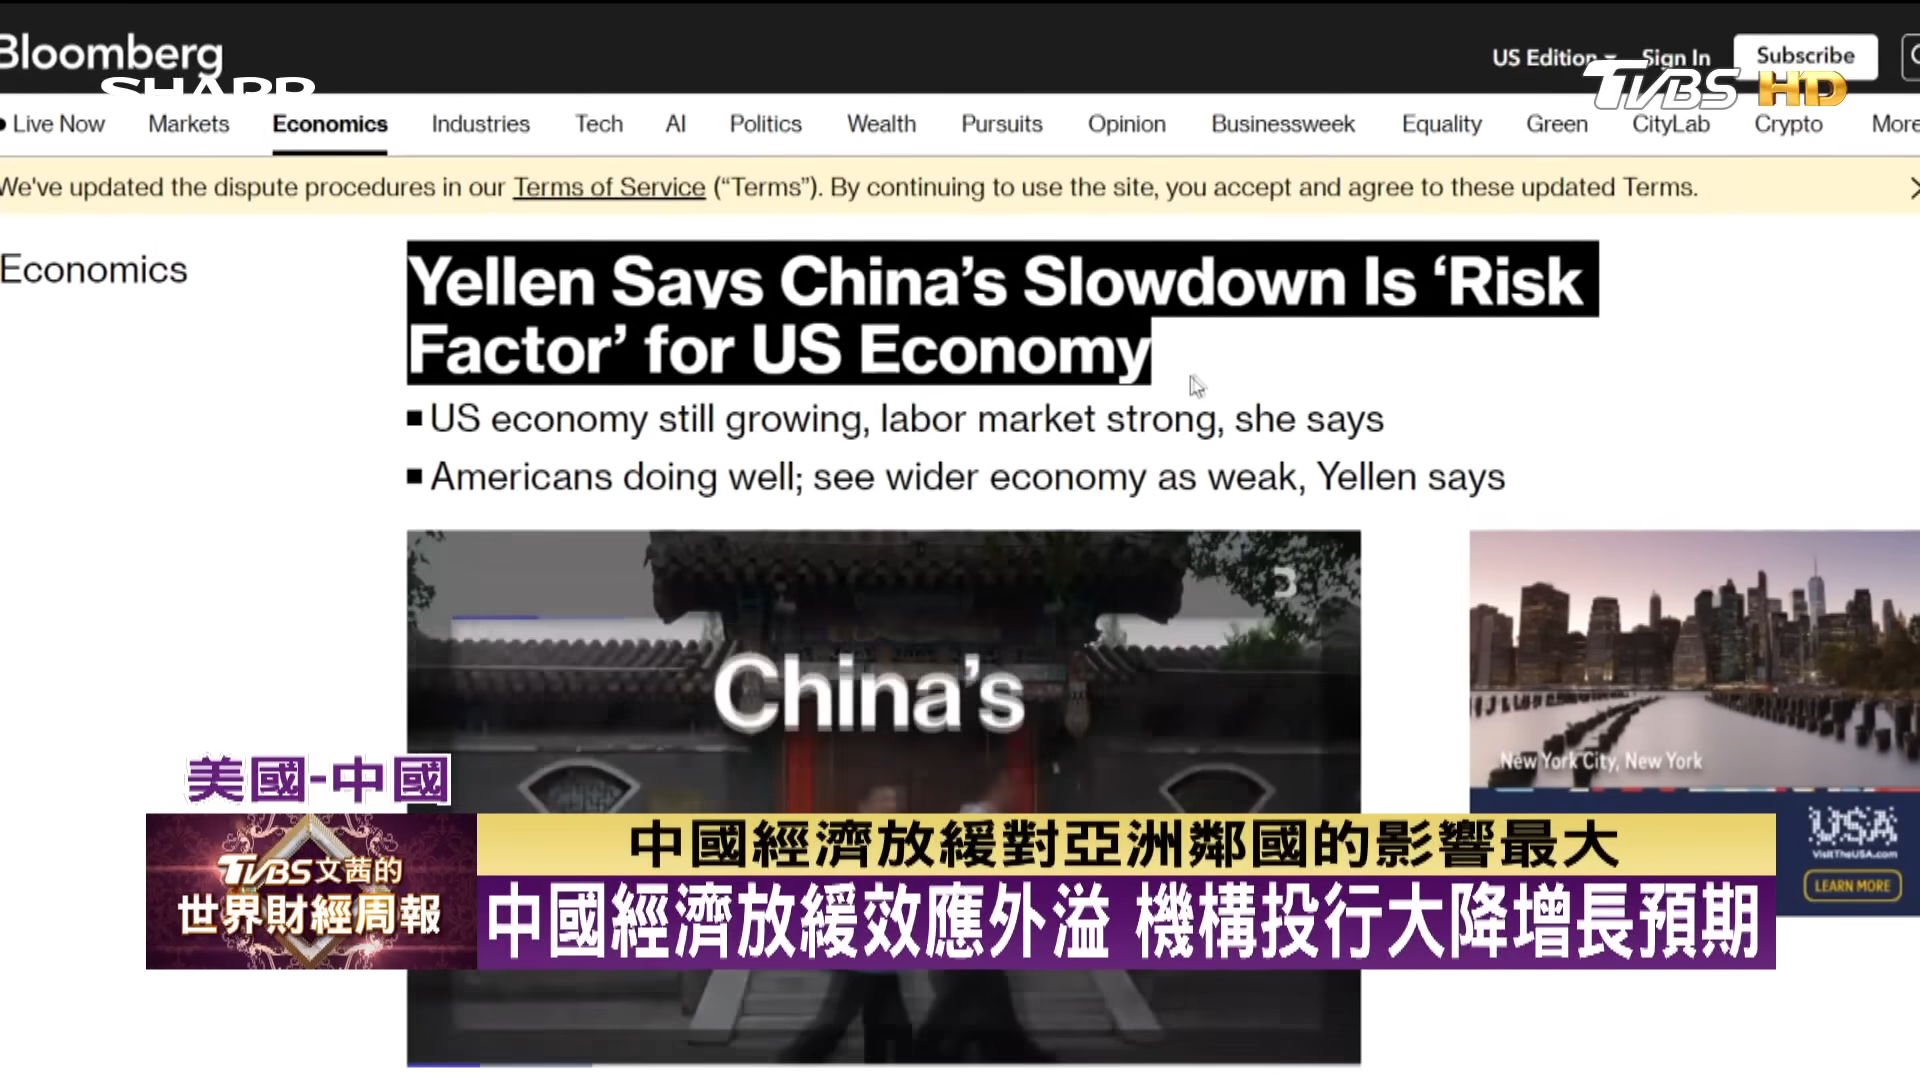 Bloomberg
SHARP
US Edition
Sign In
Subscribe
TVBS HD
Live Now
Markets
Economics
Industries
Tech
AI
Politics
Wealth
Pursuits
Opinion
Businessweek
Equality
Green
CityLab
Crypto
More
We've updated the dispute procedures in our Terms of Service (“Terms”). By continuing to use the site, you accept and agree to these updated Terms.
Economics
Yellen Says China’s Slowdown Is ‘Risk
Factor’ for US Economy
US economy still growing, labor market strong, she says
Americans doing well; see wider economy as weak, Yellen says
China’s
New York City, New York
USA
VisitTheUSA.com
LEARN MORE
美國-中國
TVBS文茜的
世界財經周報
中國經濟放緩對亞洲鄰國的影響最大
中國經濟放緩效應外溢 機構投行大降增長預期